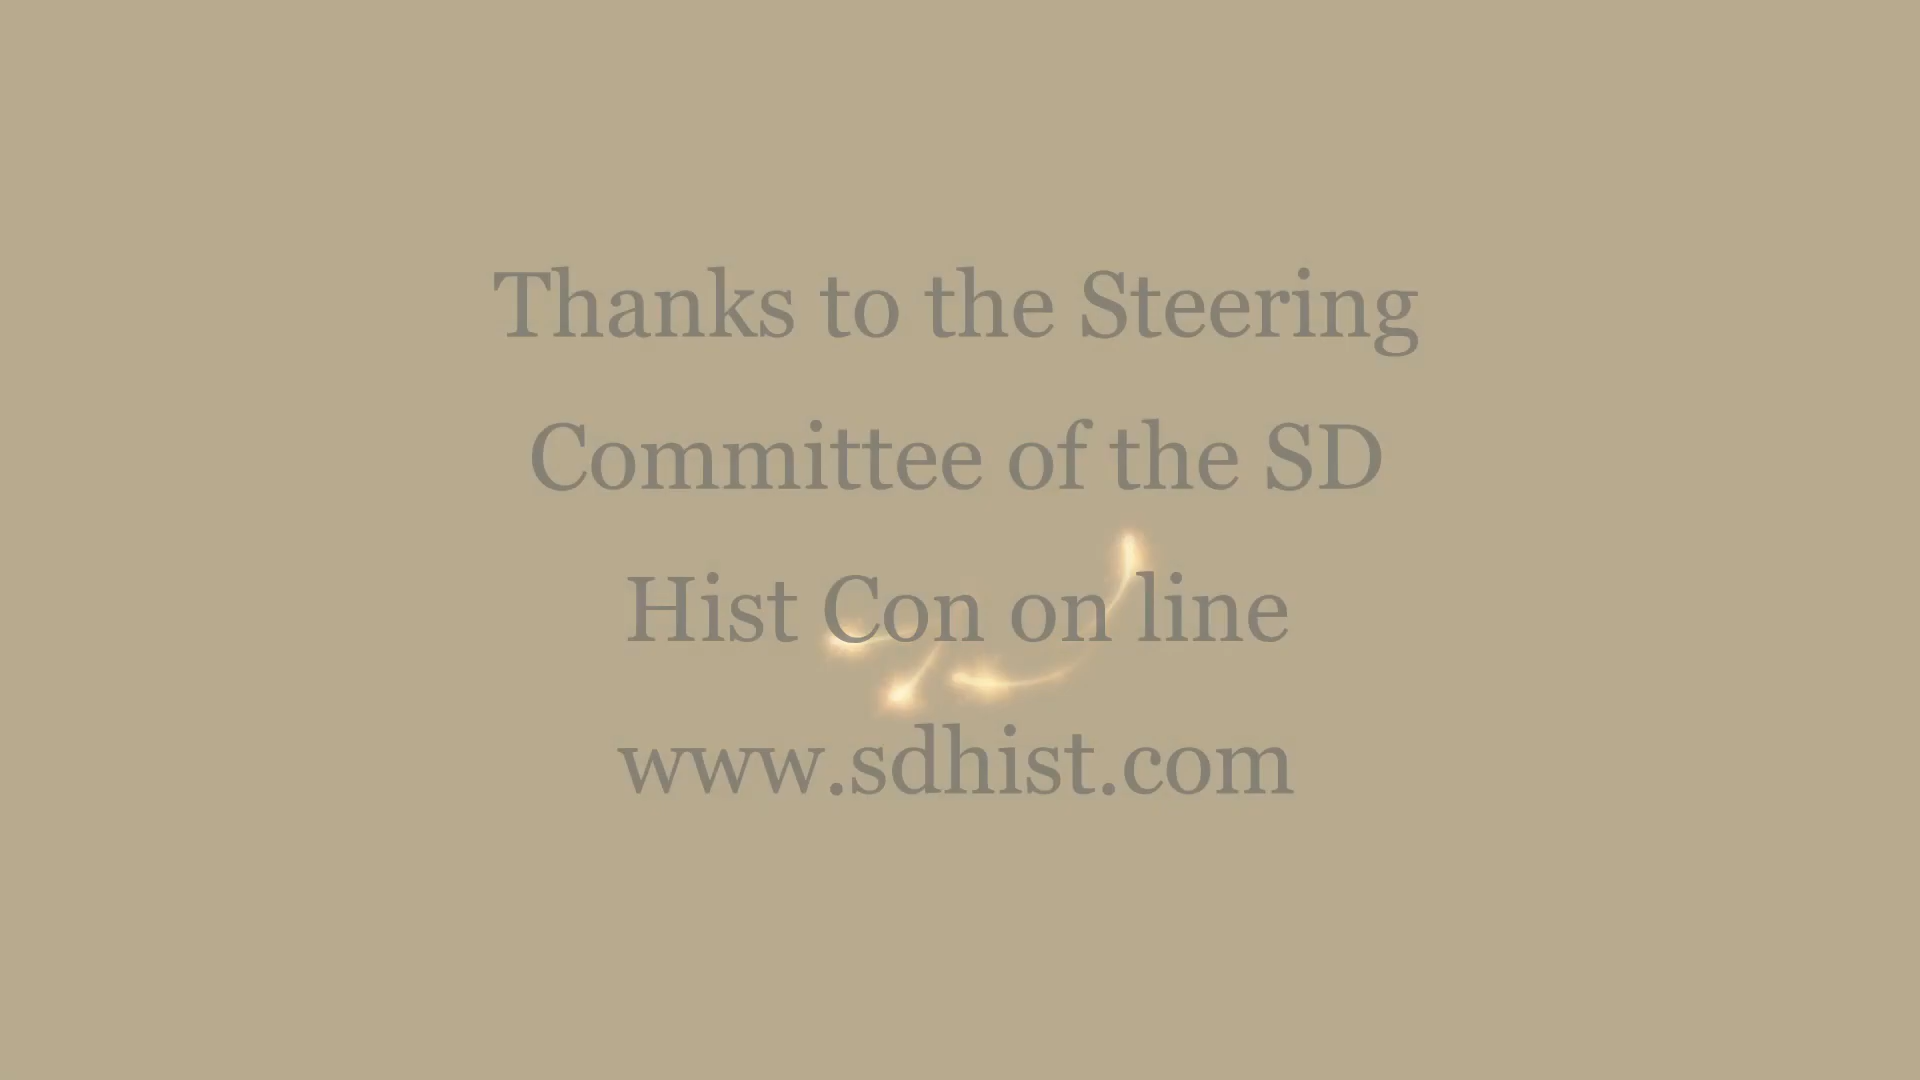 Thanks to the Steering
Committee of the SD
Hist Con on line
www.sdhist.com